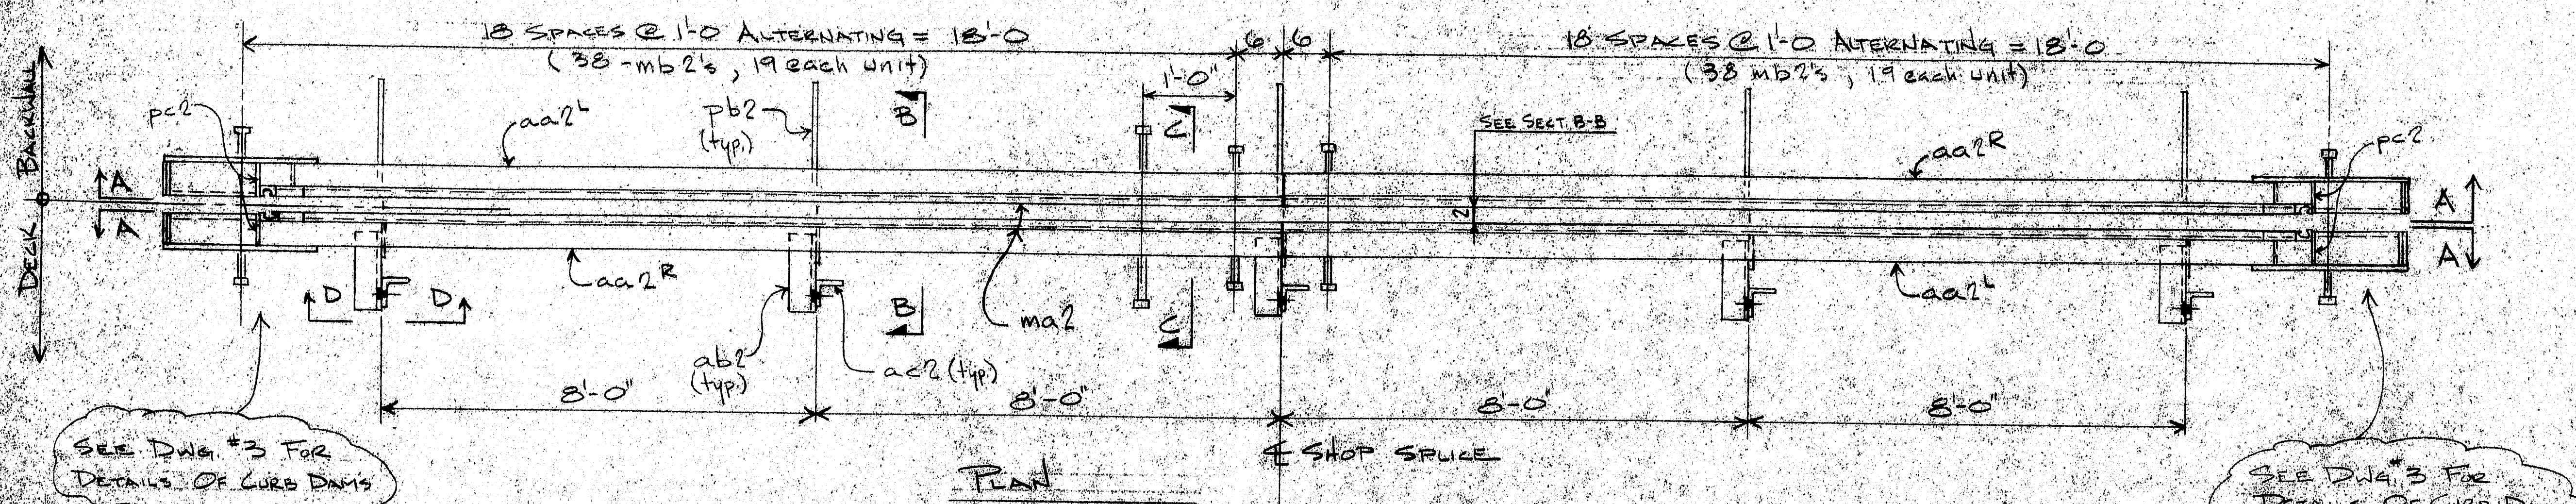 18 SPACES @ 1'-0 ALTERNATING = 18'-0
(38-mb2's, 19 each unit)
6 6
18 SPACES @ 1'-0 ALTERNATING = 18'-0
(38 mb2's, 19 each unit)
1'-0"
BACKWALL
DECK
pc2
aa2L
pb2
(typ.)
B
C
SEE SECT. B-B
aa2R
pc2
A
A
A
A
2
aa2R
D D
ab2
(typ.)
ac2 (typ.)
B
ma2
C
aa2L
8'-0"
8'-0"
8'-0"
8'-0"
SEE DWG. #3 FOR
DETAILS OF CURB DAMS
℄ SHOP SPLICE
PLAN
SEE DWG. #3 FOR